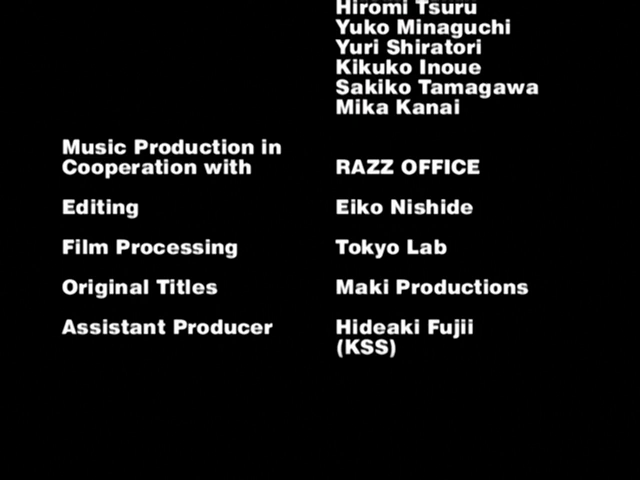 Hiromi Tsuru
Yuko Minaguchi
Yuri Shiratori
Kikuko Inoue
Sakiko Tamagawa
Mika Kanai
Music Production in
Cooperation with RAZZ OFFICE
Editing Eiko Nishide
Film Processing Tokyo Lab
Original Titles Maki Productions
Assistant Producer Hideaki Fujii
(KSS)